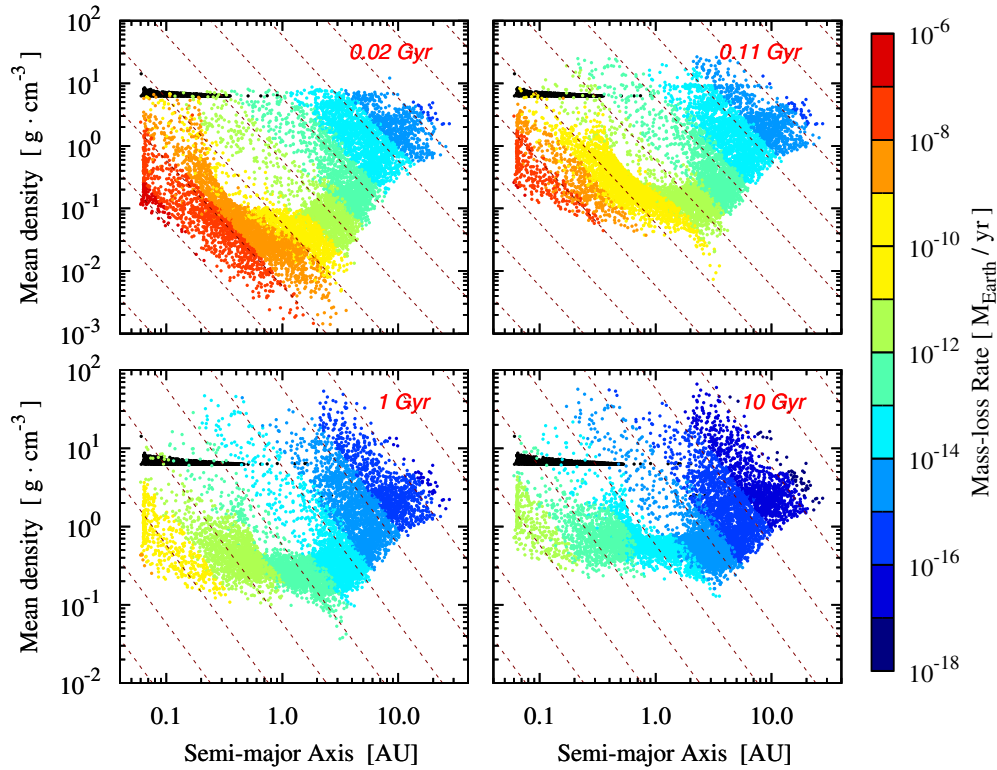 10^2
10^1
10^0
10^-1
10^-2
10^-3
Mean density [ g · cm^-3 ]
0.02 Gyr
0.11 Gyr
10^2
10^1
10^0
10^-1
10^-2
Mean density [ g · cm^-3 ]
1 Gyr
10 Gyr
0.1 1.0 10.0
Semi-major Axis [AU]
0.1 1.0 10.0
Semi-major Axis [AU]
10^-6
10^-8
10^-10
10^-12
10^-14
10^-16
10^-18
Mass-loss Rate [ M_Earth / yr ]